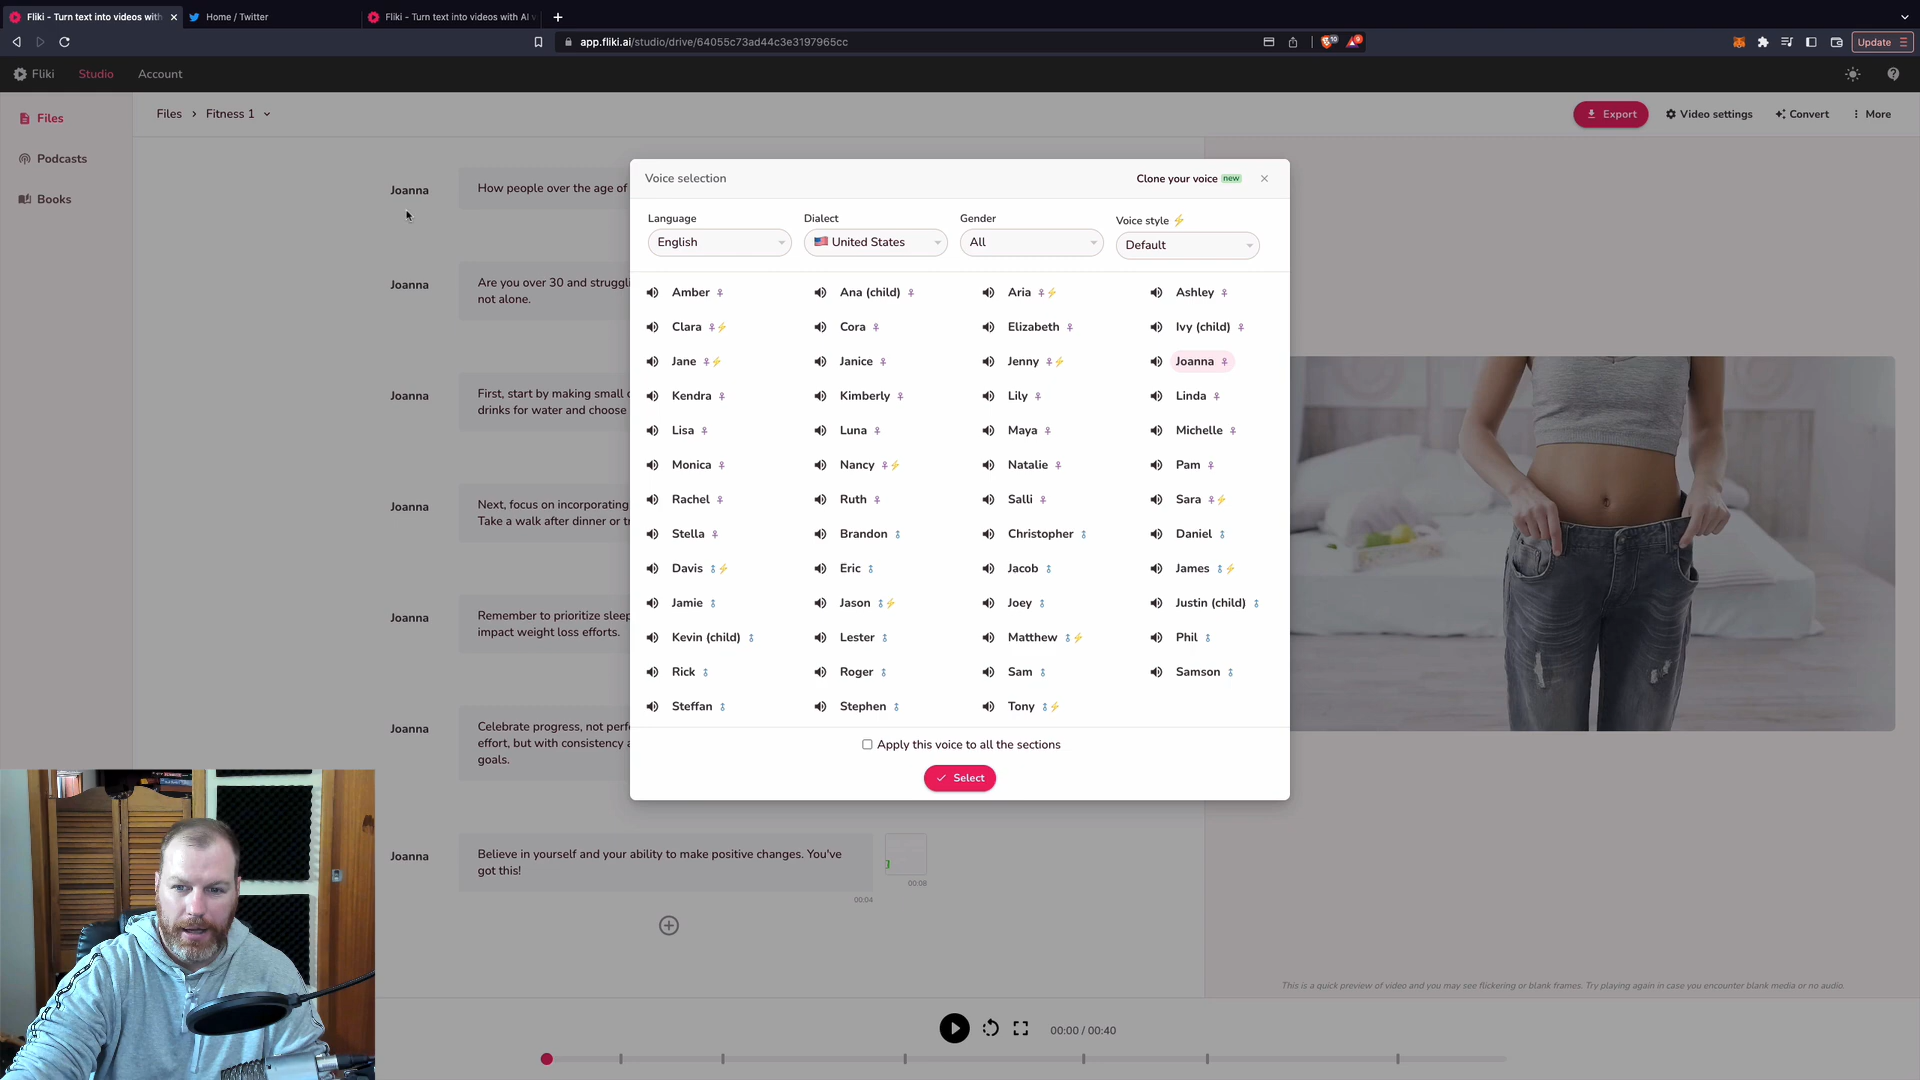 Fliki - Turn text into videos with
Home / Twitter
Fliki - Turn text into videos with AI v
app.fliki.ai/studio/drive/64055c73ad44c3e3197965cc
Update
Fliki
Studio
Account
Files
Podcasts
Books
Files > Fitness 1
Export
Video settings
Convert
More
Joanna
How people over the age of
Joanna
Are you over 30 and struggli
not alone.
Joanna
First, start by making small c
drinks for water and choose
Joanna
Next, focus on incorporating
Take a walk after dinner or tr
Joanna
Remember to prioritize sleep
impact weight loss efforts.
Joanna
Celebrate progress, not perf
effort, but with consistency a
goals.
Joanna
Believe in yourself and your ability to make positive changes. You've
got this!
00:04
00:08
Voice selection
Clone your voice new
Language
Dialect
Gender
Voice style
English
United States
All
Default
Amber
Ana (child)
Aria
Ashley
Clara
Cora
Elizabeth
Ivy (child)
Jane
Janice
Jenny
Joanna
Kendra
Kimberly
Lily
Linda
Lisa
Luna
Maya
Michelle
Monica
Nancy
Natalie
Pam
Rachel
Ruth
Salli
Sara
Stella
Brandon
Christopher
Daniel
Davis
Eric
Jacob
James
Jamie
Jason
Joey
Justin (child)
Kevin (child)
Lester
Matthew
Phil
Rick
Roger
Sam
Samson
Steffan
Stephen
Tony
Apply this voice to all the sections
Select
This is a quick preview of video and you may see flickering or blank frames. Try playing again in case you encounter blank media or no audio.
00:00 / 00:40